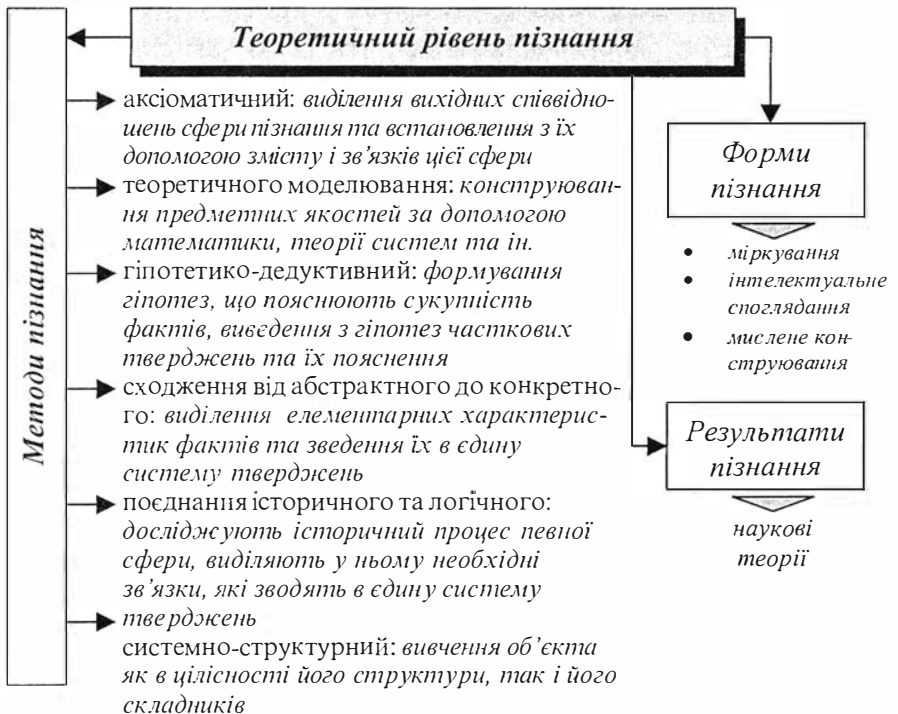 Теоретичний рівень пізнання
Методи пізнання
аксіоматичний: виділення вихідних співвідно-
шень сфери пізнання та встановлення з їх
допомогою змісту і зв'язків цієї сфери
теоретичного моделювання: конструюван-
ня предметних якостей за допомогою
математики, теорії систем та ін.
гіпотетико-дедуктивний: формування
гіпотез, що пояснюють сукупність
фактів, виведення з гіпотез часткових
тверджень та їх пояснення
сходження від абстрактного до конкретно-
го: виділення елементарних характерис-
тик фактів та зведення їх в єдину
систему тверджень
поєднання історичного та логічного:
досліджують історичний процес певної
сфери, виділяють у ньому необхідні
зв'язки, які зводять в єдину систему
тверджень
системно-структурний: вивчення об'єкта
як в цілісності його структури, так і його
складників
Форми
пізнання
• міркування
• інтелектуальне
споглядання
• мислене кон-
струювання
Результати
пізнання
наукові
теорії